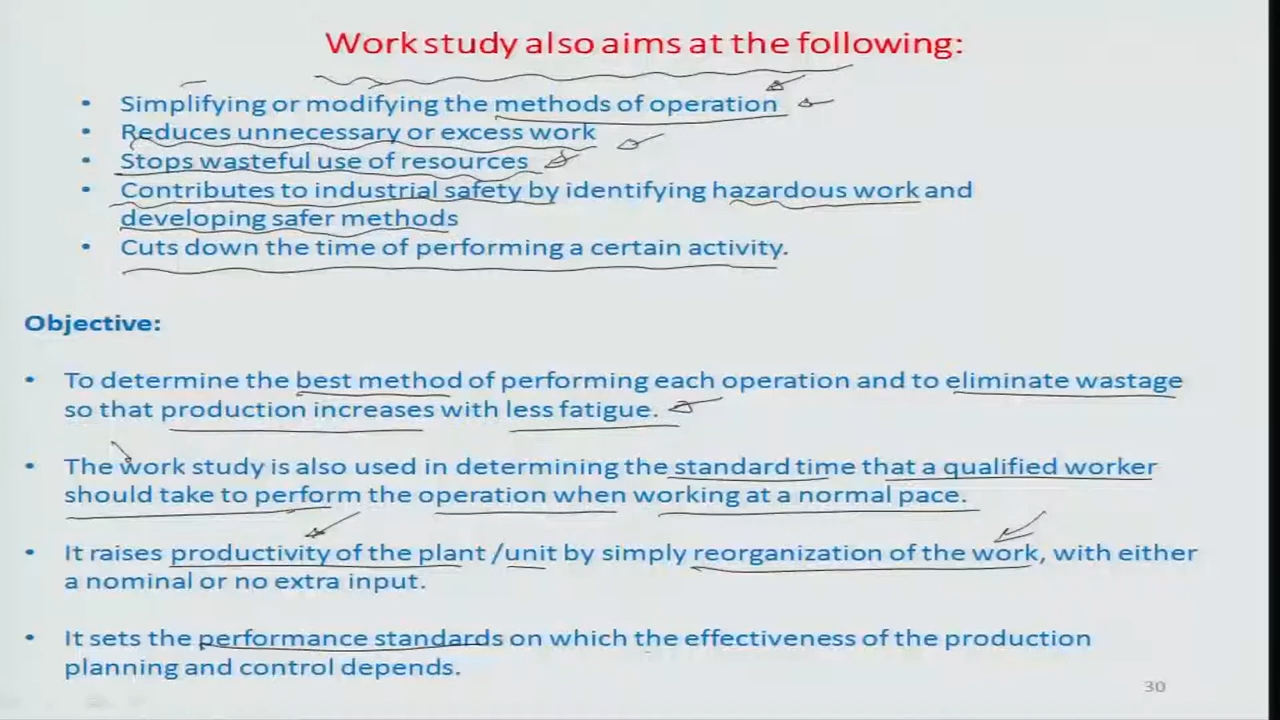 Work study also aims at the following:
• Simplifying or modifying the methods of operation
• Reduces unnecessary or excess work
• Stops wasteful use of resources
• Contributes to industrial safety by identifying hazardous work and
developing safer methods
• Cuts down the time of performing a certain activity.
Objective:
• To determine the best method of performing each operation and to eliminate wastage
so that production increases with less fatigue.
• The work study is also used in determining the standard time that a qualified worker
should take to perform the operation when working at a normal pace.
• It raises productivity of the plant /unit by simply reorganization of the work, with either
a nominal or no extra input.
• It sets the performance standards on which the effectiveness of the production
planning and control depends.
30